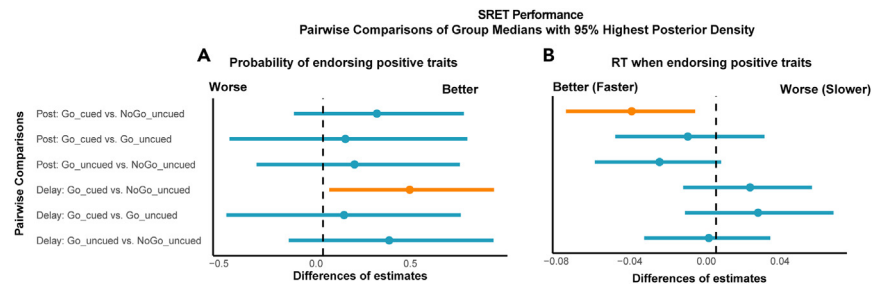 SRET Performance
Pairwise Comparisons of Group Medians with 95% Highest Posterior Density
A
Probability of endorsing positive traits
Worse
Better
Pairwise Comparisons
Post: Go_cued vs. NoGo_uncued
Post: Go_cued vs. Go_uncued
Post: Go_uncued vs. NoGo_uncued
Delay: Go_cued vs. NoGo_uncued
Delay: Go_cued vs. Go_uncued
Delay: Go_uncued vs. NoGo_uncued
−0.5 0.0 0.5
Differences of estimates
B
RT when endorsing positive traits
Better (Faster)
Worse (Slower)
−0.08 −0.04 0.00 0.04
Differences of estimates